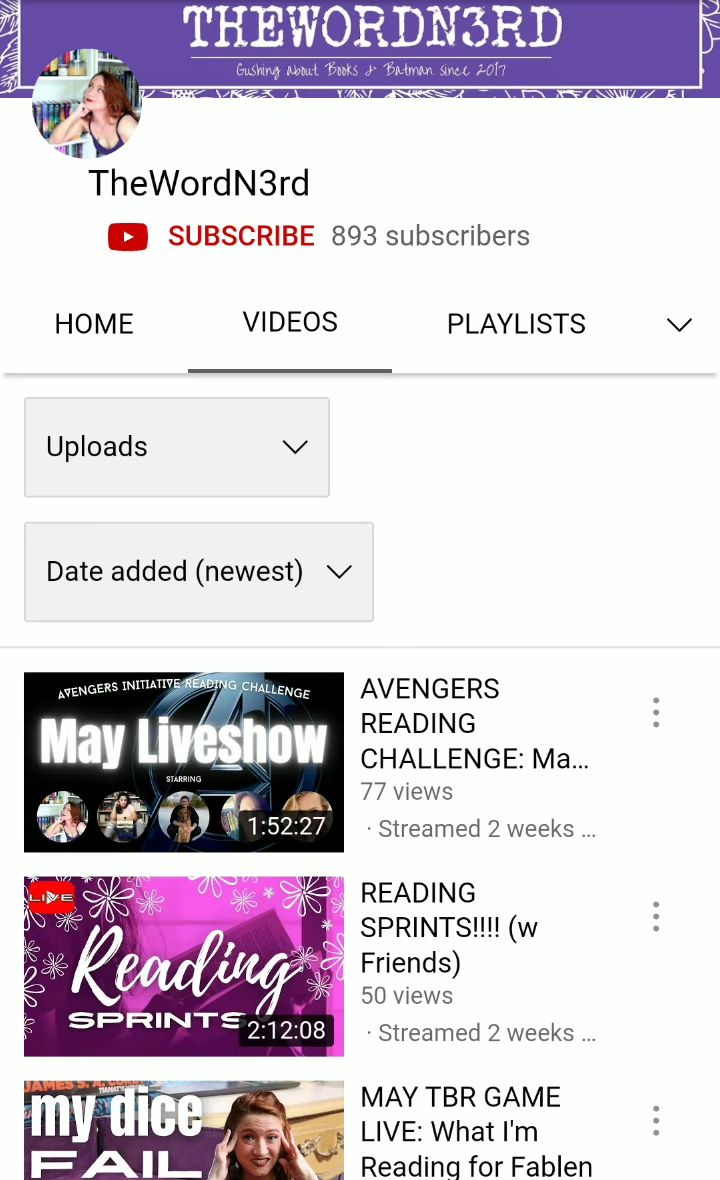 THEWORDN3RD
Gushing about Books & Batman since 2017
TheWordN3rd
SUBSCRIBE 893 subscribers
HOME VIDEOS PLAYLISTS
Uploads
Date added (newest)
AVENGERS INITIATIVE READING CHALLENGE
May Liveshow
STARRING
1:52:27
AVENGERS
READING
CHALLENGE: Ma...
77 views
· Streamed 2 weeks ...
LIVE
Reading
SPRINTS
2:12:08
READING
SPRINTS!!!! (w
Friends)
50 views
· Streamed 2 weeks ...
JAMES S. A.
my dice
FAIL
MAY TBR GAME
LIVE: What I'm
Reading for Fablen